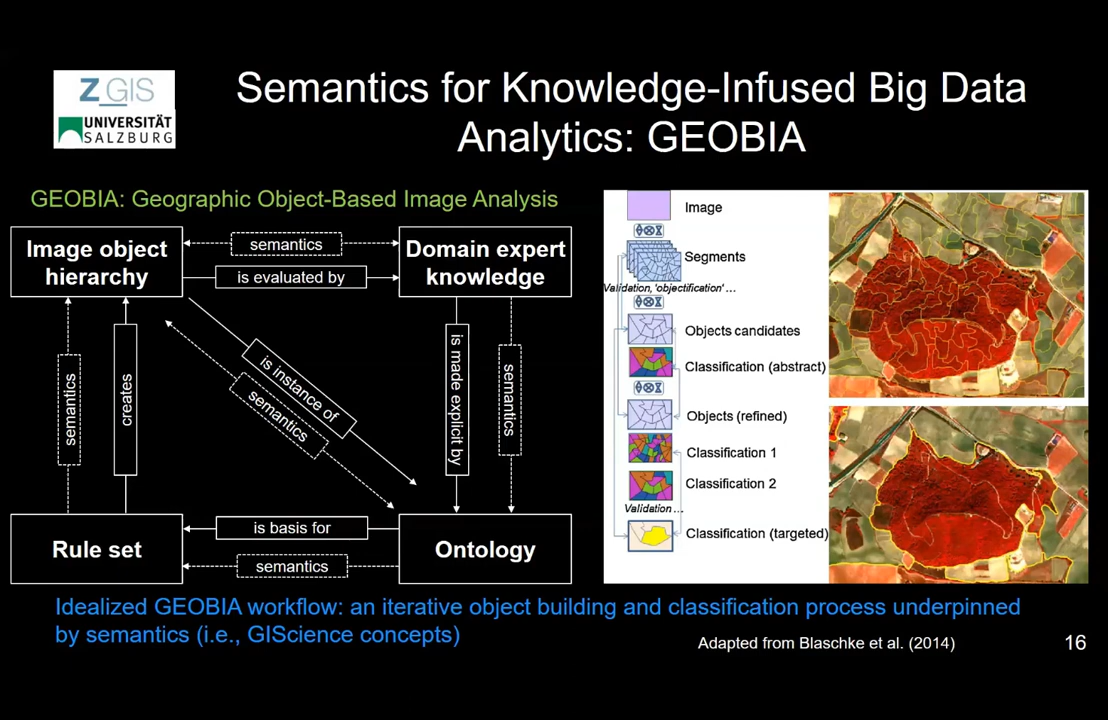 Z_GIS
UNIVERSITÄT
SALZBURG
Semantics for Knowledge-Infused Big Data
Analytics: GEOBIA
GEOBIA: Geographic Object-Based Image Analysis
Image object
hierarchy
semantics
is evaluated by
Domain expert
knowledge
semantics
creates
is instance of
semantics
is made explicit by
semantics
Rule set
is basis for
semantics
Ontology
Image
Segments
Validation, 'objectification' ...
Objects candidates
Classification (abstract)
Objects (refined)
Classification 1
Classification 2
Validation ...
Classification (targeted)
Idealized GEOBIA workflow: an iterative object building and classification process underpinned
by semantics (i.e., GIScience concepts)
Adapted from Blaschke et al. (2014)
16